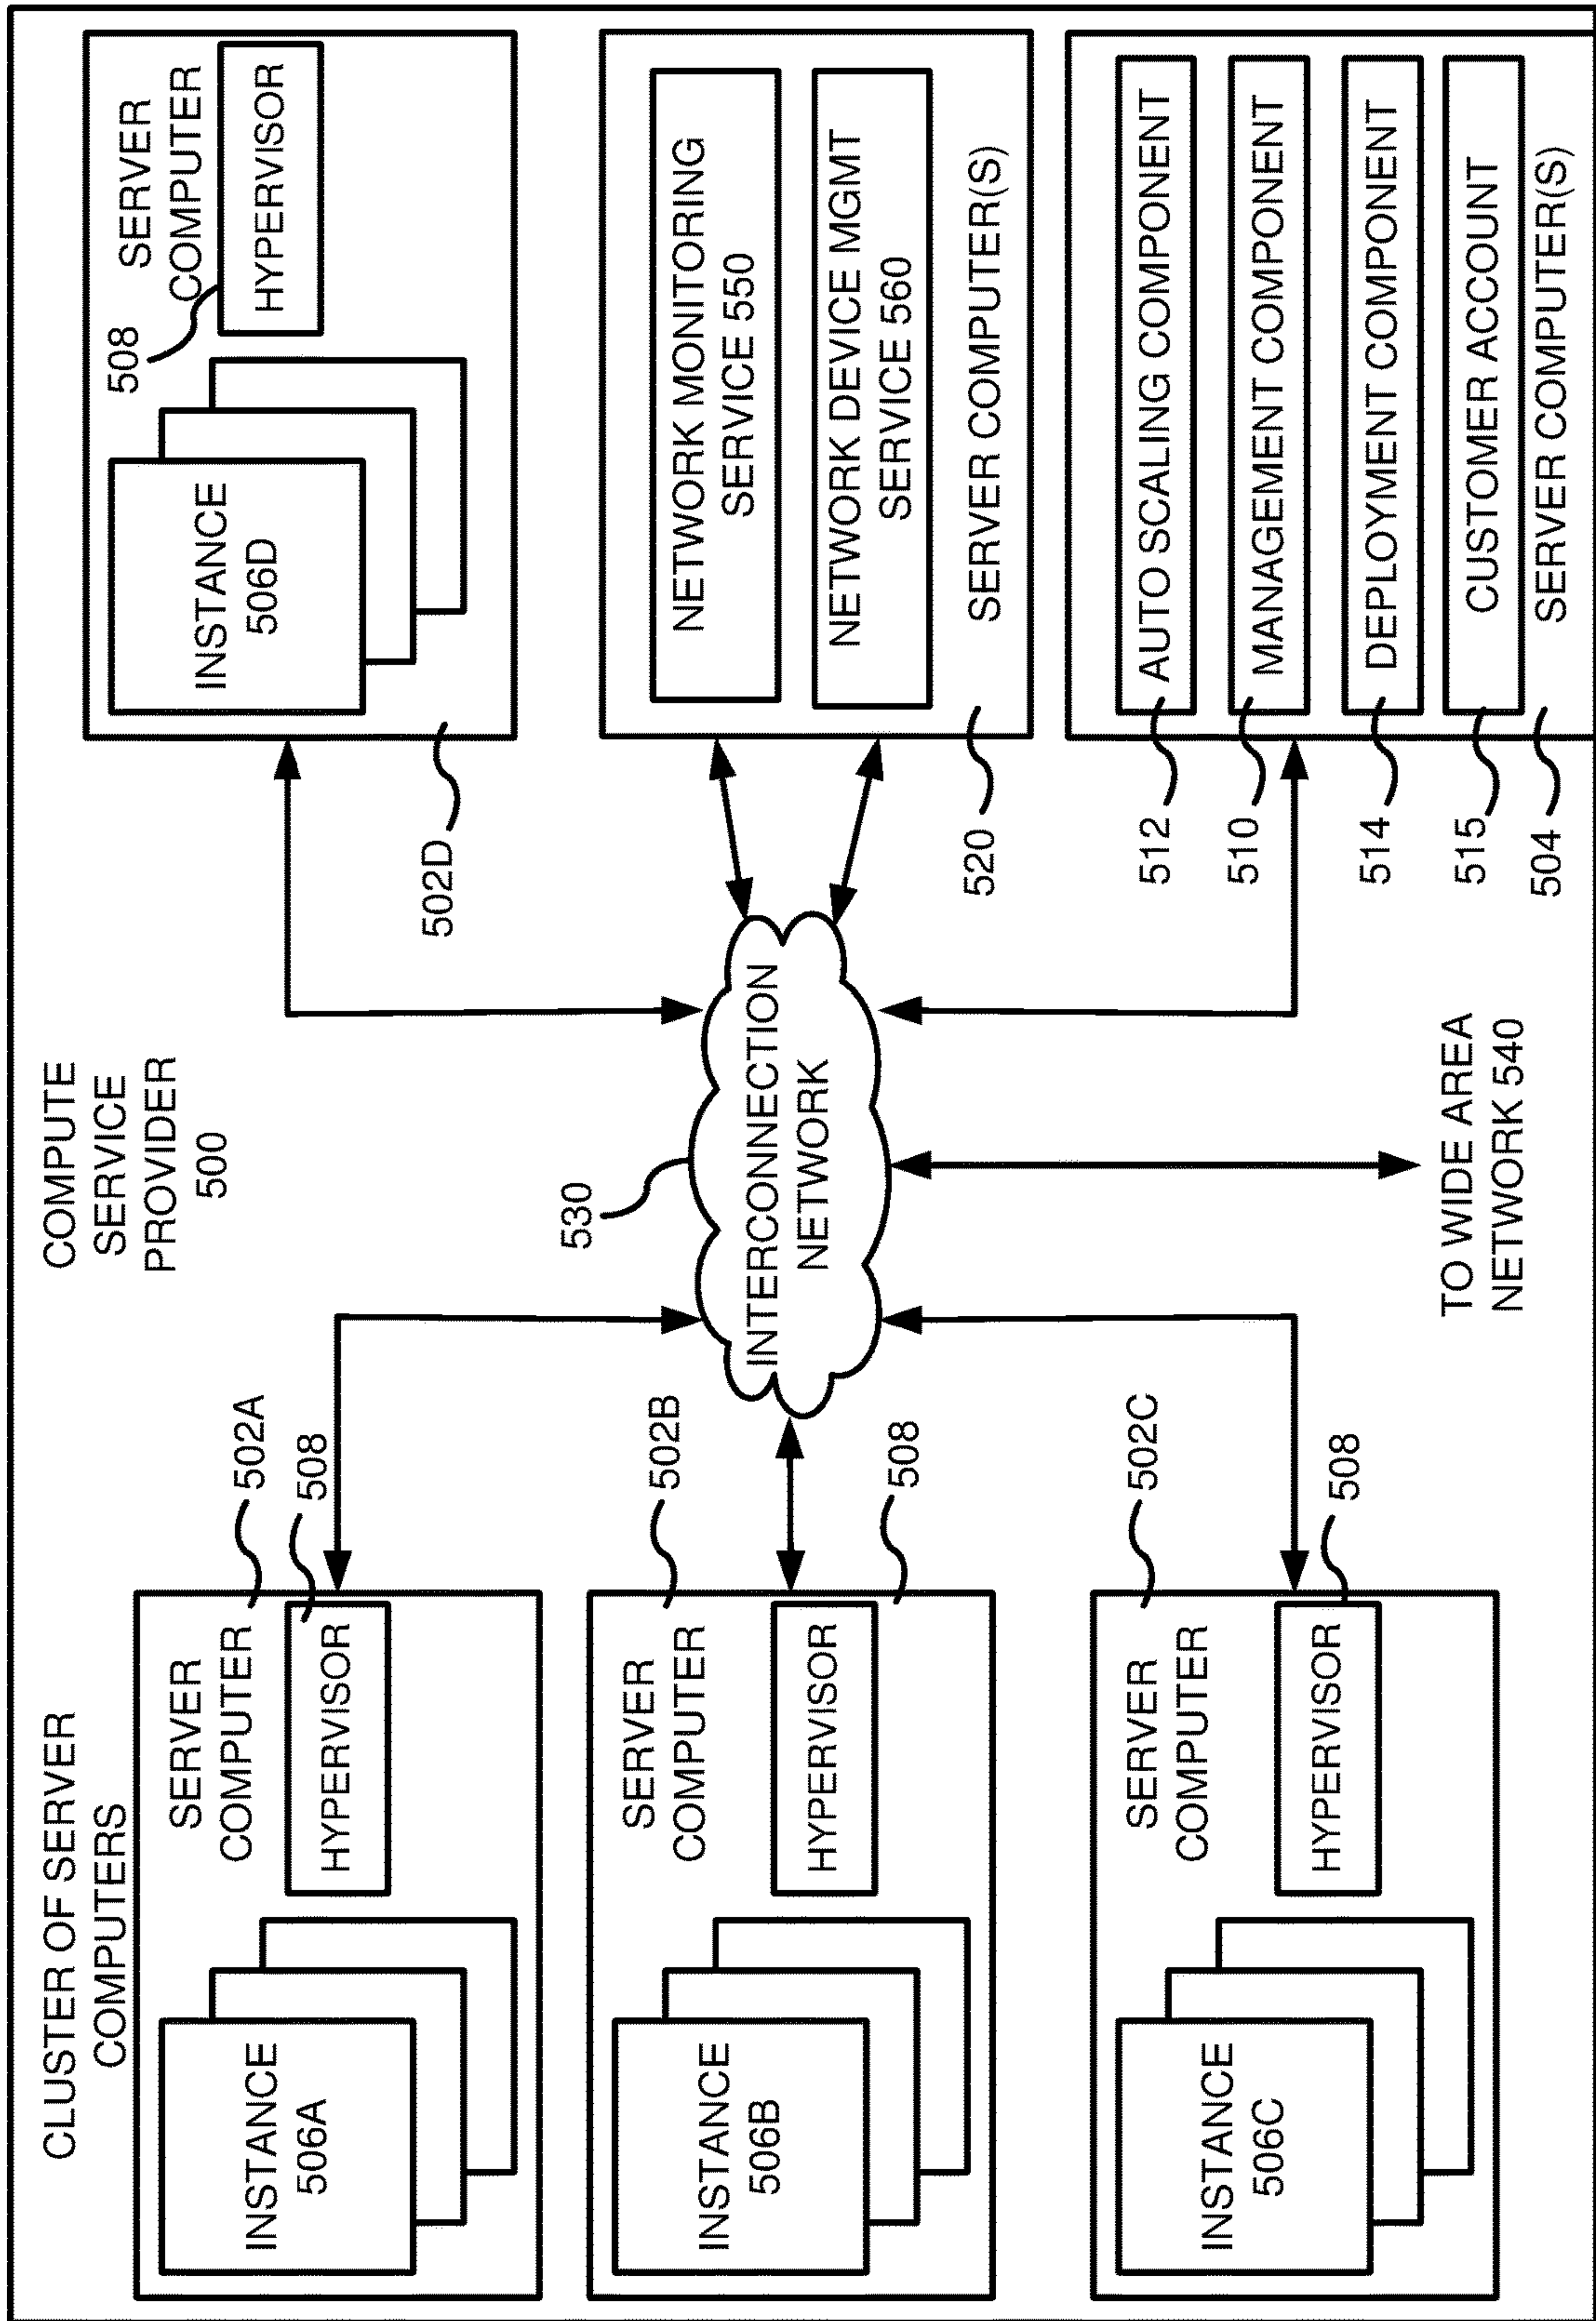 CLUSTER OF SERVER
COMPUTERS
COMPUTE
SERVICE
PROVIDER
500
SERVER
COMPUTER
HYPERVISOR
INSTANCE
506A
502A
508
SERVER
COMPUTER
HYPERVISOR
INSTANCE
506B
502B
508
SERVER
COMPUTER
HYPERVISOR
INSTANCE
506C
502C
508
530
INTERCONNECTION
NETWORK
TO WIDE AREA
NETWORK 540
508
SERVER
COMPUTER
HYPERVISOR
INSTANCE
506D
502D
NETWORK MONITORING
SERVICE 550
NETWORK DEVICE MGMT
SERVICE 560
SERVER COMPUTER(S)
520
512
AUTO SCALING COMPONENT
510
MANAGEMENT COMPONENT
514
DEPLOYMENT COMPONENT
515
CUSTOMER ACCOUNT
504
SERVER COMPUTER(S)